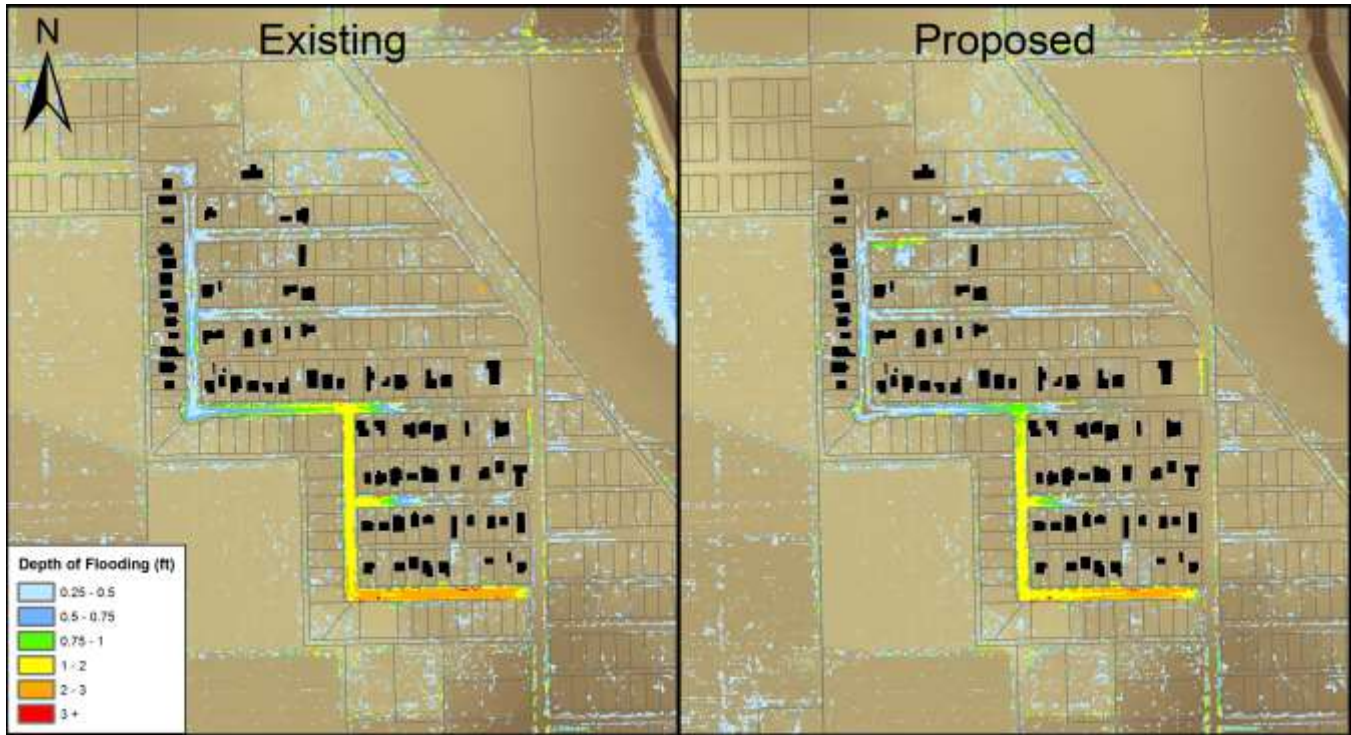 N
Existing
Proposed
Depth of Flooding (ft)
0.25 - 0.5
0.5 - 0.75
0.75 - 1
1 - 2
2 - 3
3 +